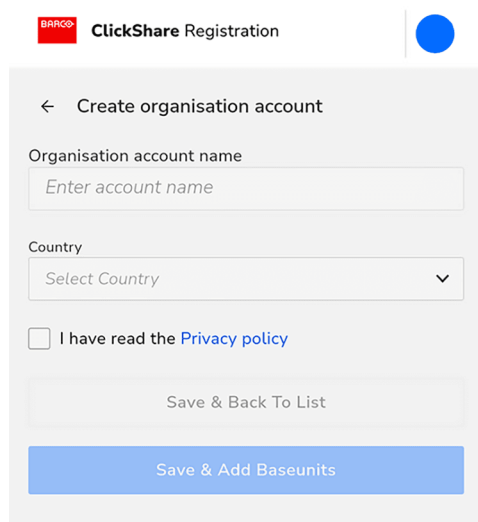 BARCO ClickShare Registration
Create organisation account
Organisation account name
Enter account name
Country
Select Country
I have read the Privacy policy
Save & Back To List
Save & Add Baseunits